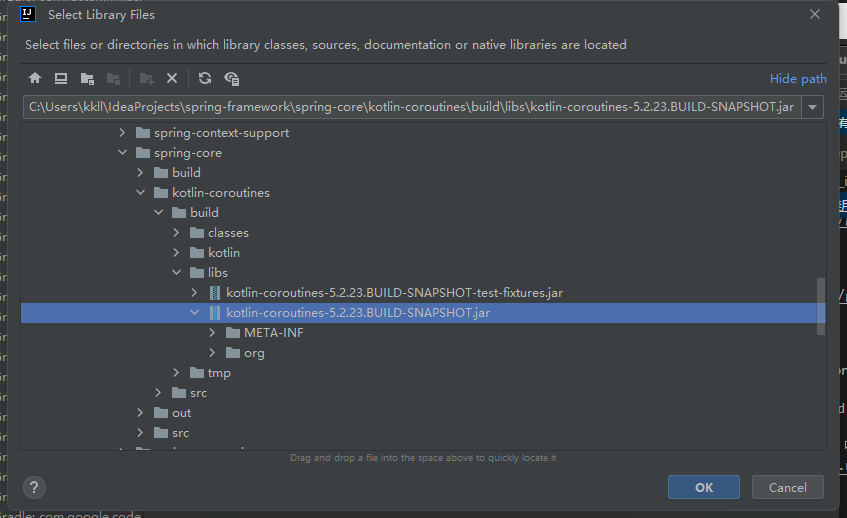 Select Library Files
Select files or directories in which library classes, sources, documentation or native libraries are located
Hide path
C:\Users\kkll\IdeaProjects\spring-framework\spring-core\kotlin-coroutines\build\libs\kotlin-coroutines-5.2.23.BUILD-SNAPSHOT.jar
spring-context-support
spring-core
build
kotlin-coroutines
build
classes
kotlin
libs
kotlin-coroutines-5.2.23.BUILD-SNAPSHOT-test-fixtures.jar
kotlin-coroutines-5.2.23.BUILD-SNAPSHOT.jar
META-INF
org
tmp
src
out
src
Drag and drop a file into the space above to quickly locate it
?
OK
Cancel